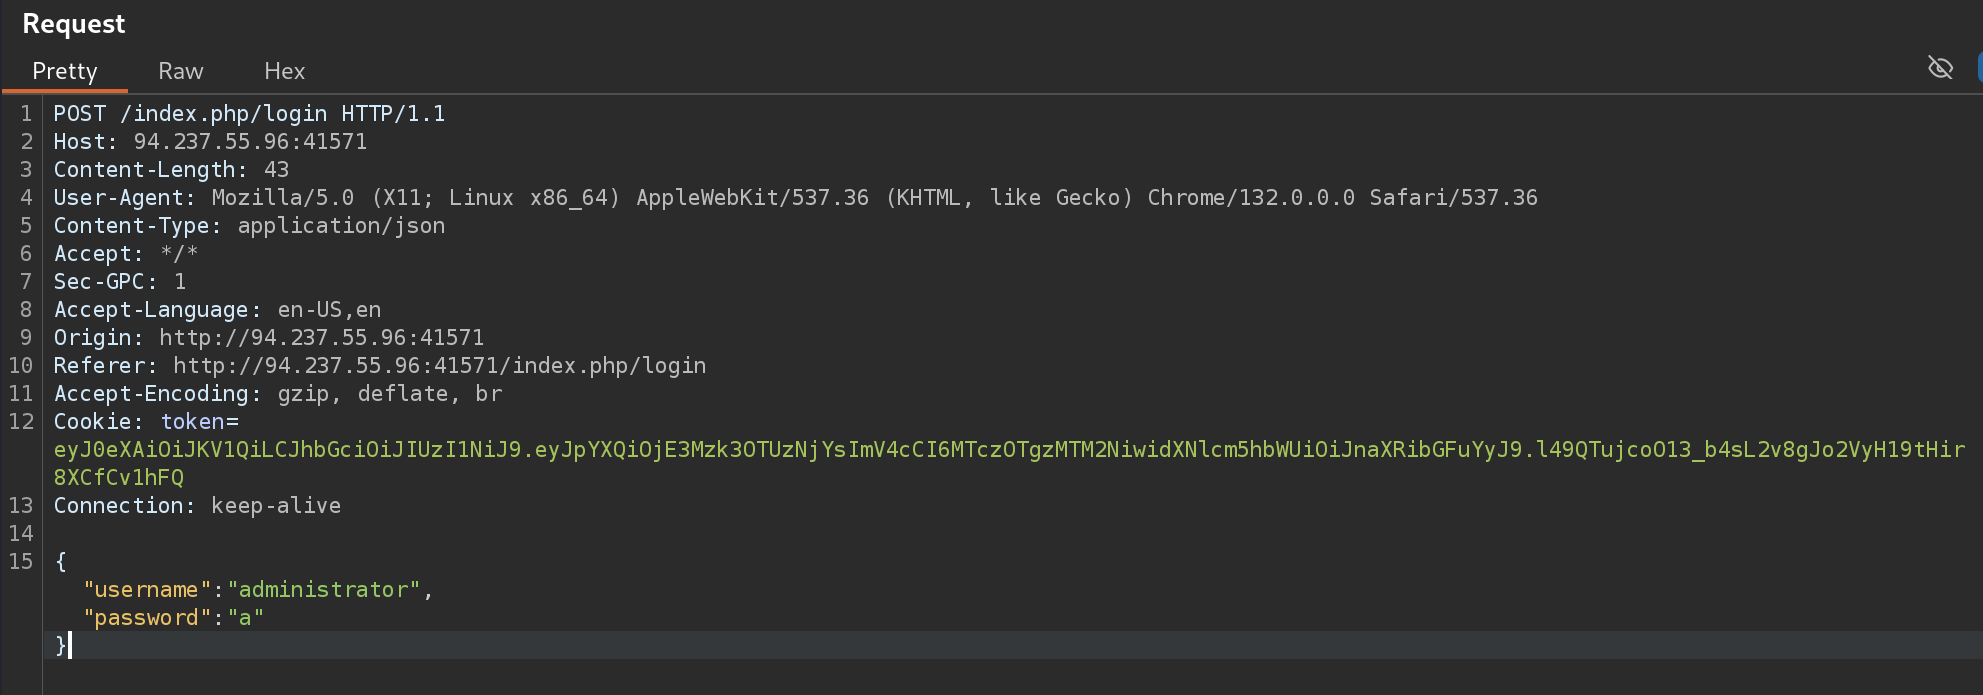 Request
Pretty Raw Hex
1 POST /index.php/login HTTP/1.1
2 Host: 94.237.55.96:41571
3 Content-Length: 43
4 User-Agent: Mozilla/5.0 (X11; Linux x86_64) AppleWebKit/537.36 (KHTML, like Gecko) Chrome/132.0.0.0 Safari/537.36
5 Content-Type: application/json
6 Accept: */*
7 Sec-GPC: 1
8 Accept-Language: en-US,en
9 Origin: http://94.237.55.96:41571
10 Referer: http://94.237.55.96:41571/index.php/login
11 Accept-Encoding: gzip, deflate, br
12 Cookie: token=
eyJ0eXAiOiJKV1QiLCJhbGciOiJIUzI1NiJ9.eyJpYXQiOjE3Mzk3OTUzNjYsImV4cCI6MTczOTgzMTM2NiwidXNlcm5hbWUiOiJnaXRibGFuYyJ9.l49QTujcoO13_b4sL2v8gJo2VyH19tHir
8XCfCv1hFQ
13 Connection: keep-alive
14
15 {
"username":"administrator",
"password":"a"
}